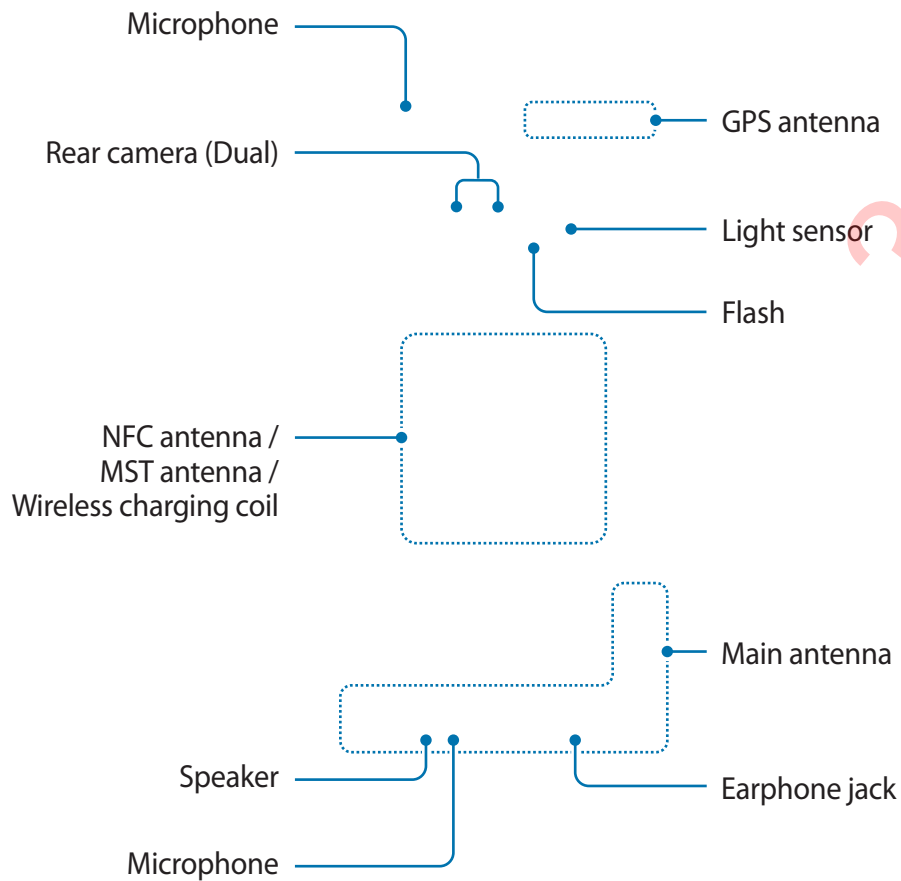 Microphone
GPS antenna
Rear camera (Dual)
Light sensor
Flash
NFC antenna /
MST antenna /
Wireless charging coil
Main antenna
Speaker
Earphone jack
Microphone